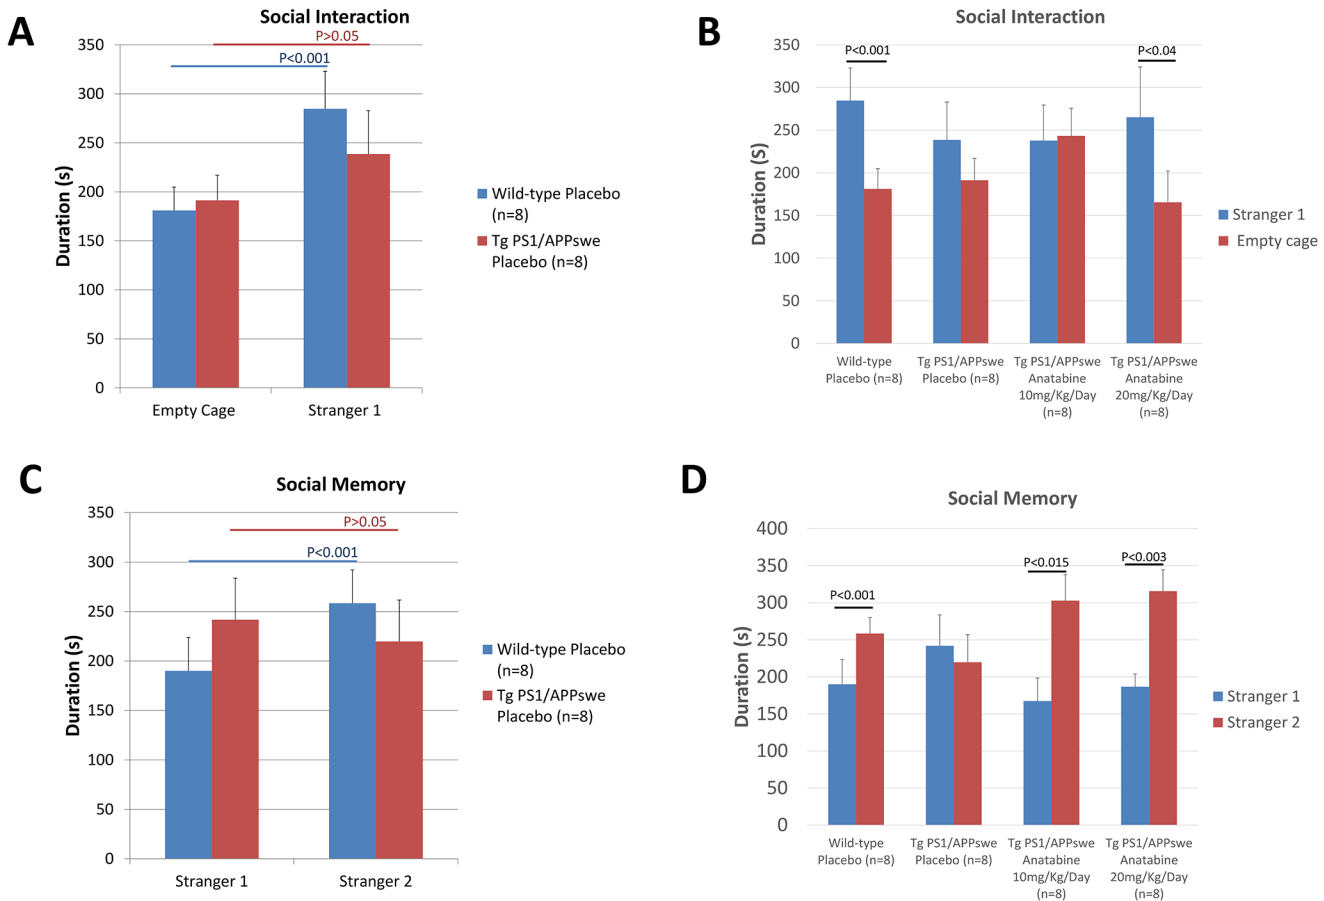 A
Social Interaction
P>0.05
P<0.001
350
300
250
200
150
100
50
0
Duration (s)
Empty Cage
Stranger 1
Wild-type Placebo
(n=8)
Tg PS1/APPswe
Placebo (n=8)
B
Social Interaction
P<0.001
P<0.04
350
300
250
200
150
100
50
0
Duration (S)
Wild-type
Placebo (n=8)
Tg PS1/APPswe
Placebo (n=8)
Tg PS1/APPswe
Anatabine
10mg/Kg/Day
(n=8)
Tg PS1/APPswe
Anatabine
20mg/Kg/Day
(n=8)
Stranger 1
Empty cage
C
Social Memory
P>0.05
P<0.001
350
300
250
200
150
100
50
0
Duration (s)
Stranger 1
Stranger 2
Wild-type Placebo
(n=8)
Tg PS1/APPswe
Placebo (n=8)
D
Social Memory
P<0.001
P<0.015
P<0.003
400
350
300
250
200
150
100
50
0
Duration (s)
Wild-type
Placebo (n=8)
Tg PS1/APPswe
Placebo (n=8)
Tg PS1/APPswe
Anatabine
10mg/Kg/Day
(n=8)
Tg PS1/APPswe
Anatabine
20mg/Kg/Day
(n=8)
Stranger 1
Stranger 2